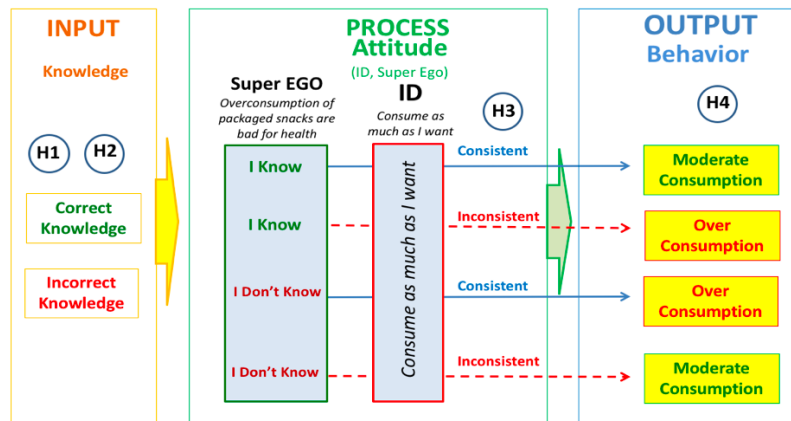 INPUT
Knowledge
H1
H2
Correct
Knowledge
Incorrect
Knowledge
PROCESS
Attitude
(ID, Super Ego)
Super EGO
Overconsumption of
packaged snacks are
bad for health
ID
Consume as
much as I want
H3
I Know
I Know
I Don't Know
I Don't Know
Consume as much as I want
Consistent
Inconsistent
Consistent
Inconsistent
OUTPUT
Behavior
H4
Moderate
Consumption
Over
Consumption
Over
Consumption
Moderate
Consumption